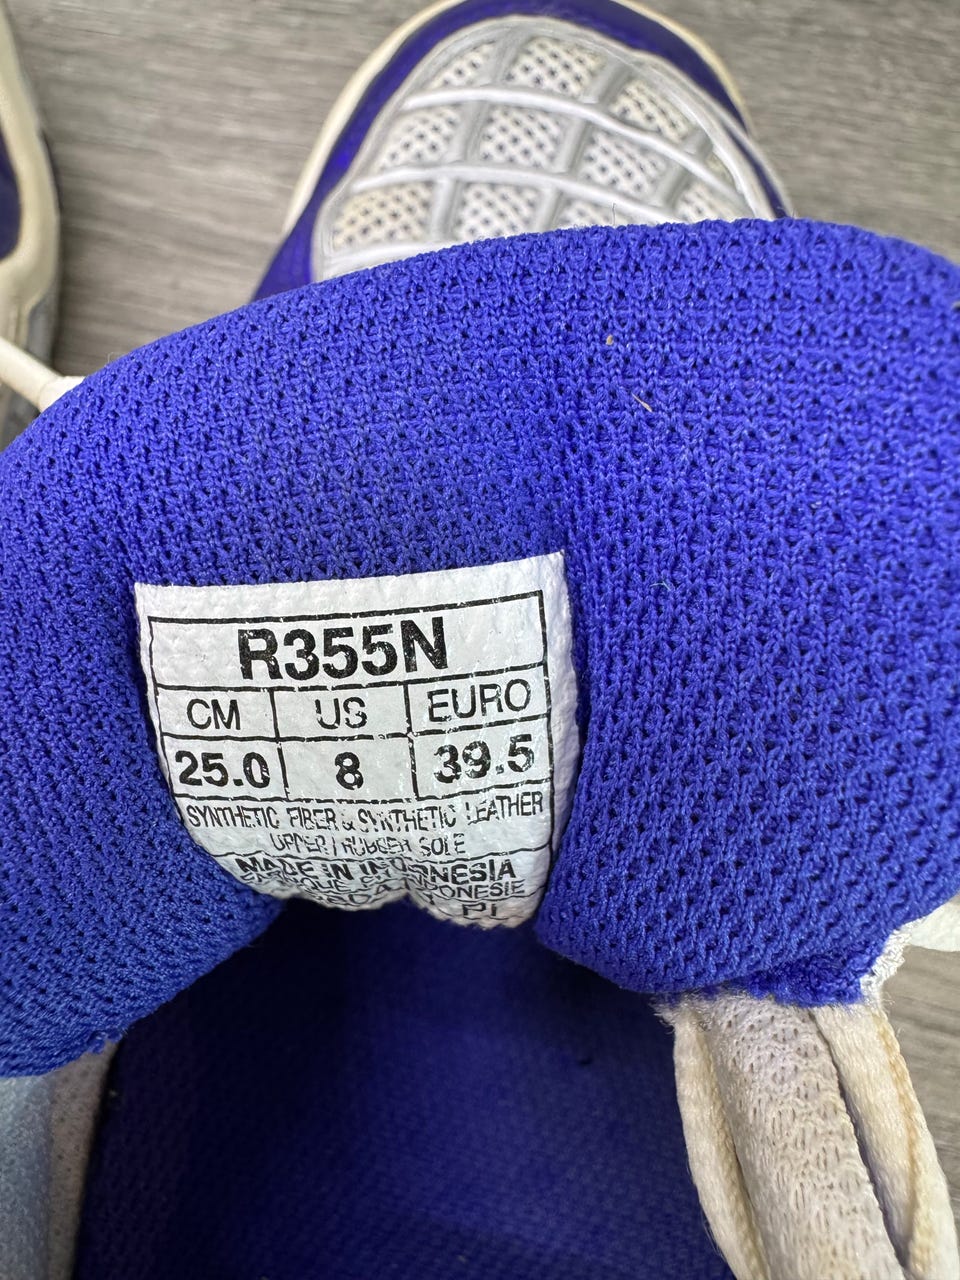 R355N
CM US EURO
25.0 8 39.5
SYNTHETIC FIBER & SYNTHETIC LEATHER
UPPER / RUBBER SOLE
MADE IN INDONESIA
PL